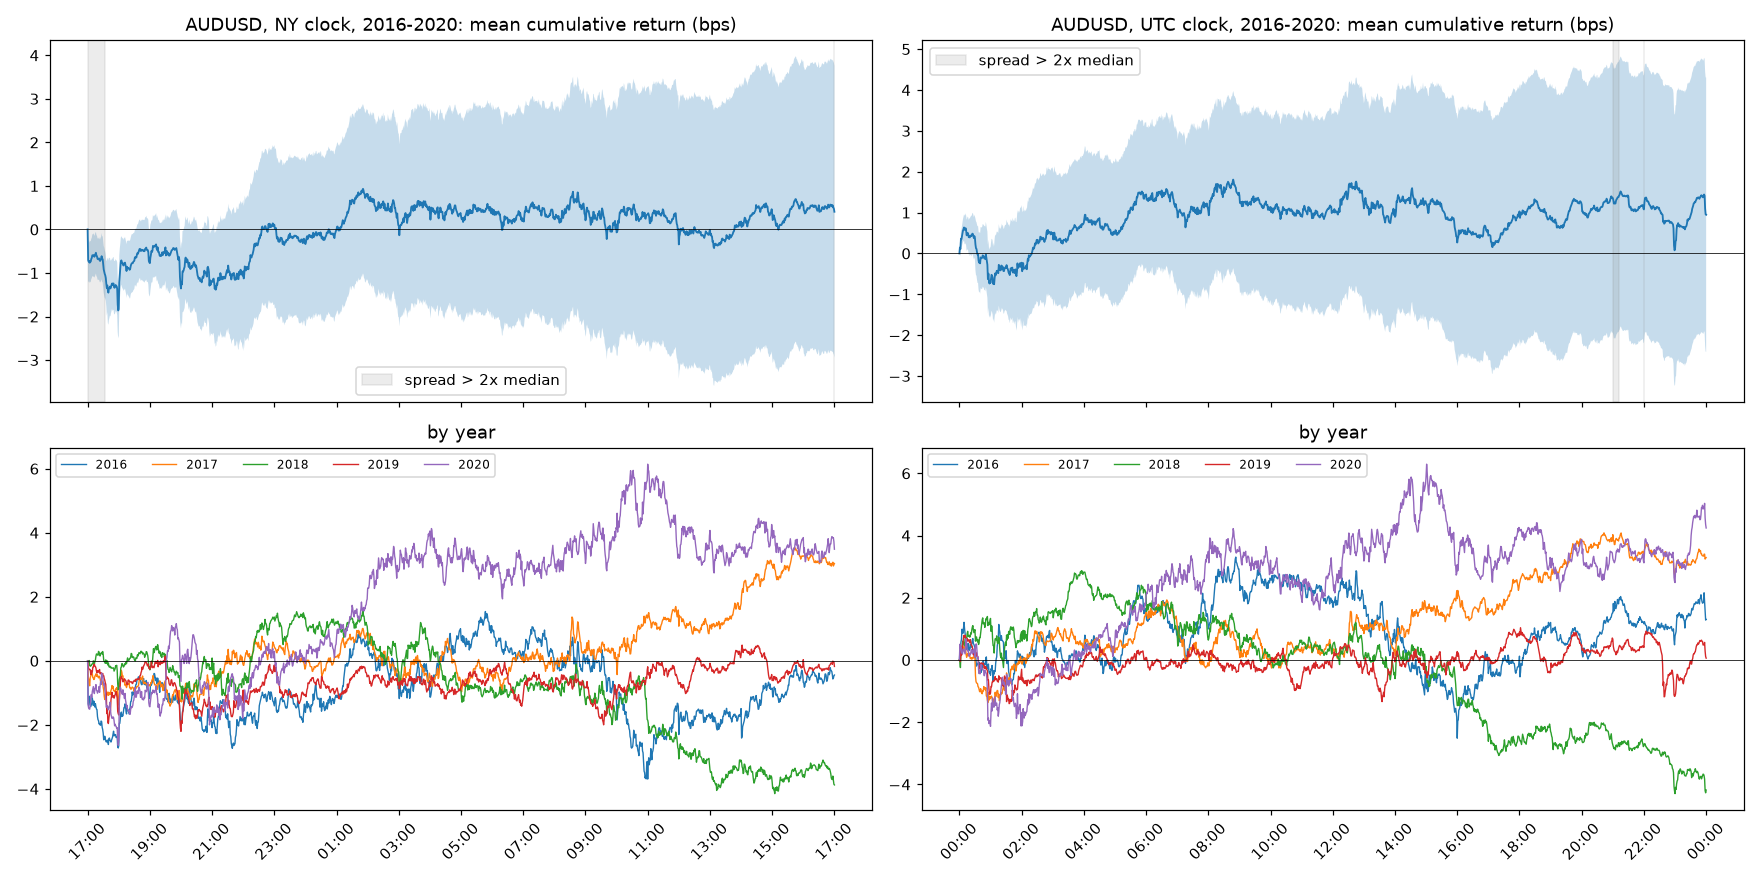 AUDUSD, NY clock, 2016-2020: mean cumulative return (bps)
4
3
2
1
0
−1
−2
−3
spread > 2x median
AUDUSD, UTC clock, 2016-2020: mean cumulative return (bps)
spread > 2x median
5
4
3
2
1
0
−1
−2
−3
by year
2016 2017 2018 2019 2020
6
4
2
0
−2
−4
17:00 19:00 21:00 23:00 01:00 03:00 05:00 07:00 09:00 11:00 13:00 15:00 17:00
by year
2016 2017 2018 2019 2020
6
4
2
0
−2
−4
00:00 02:00 04:00 06:00 08:00 10:00 12:00 14:00 16:00 18:00 20:00 22:00 00:00